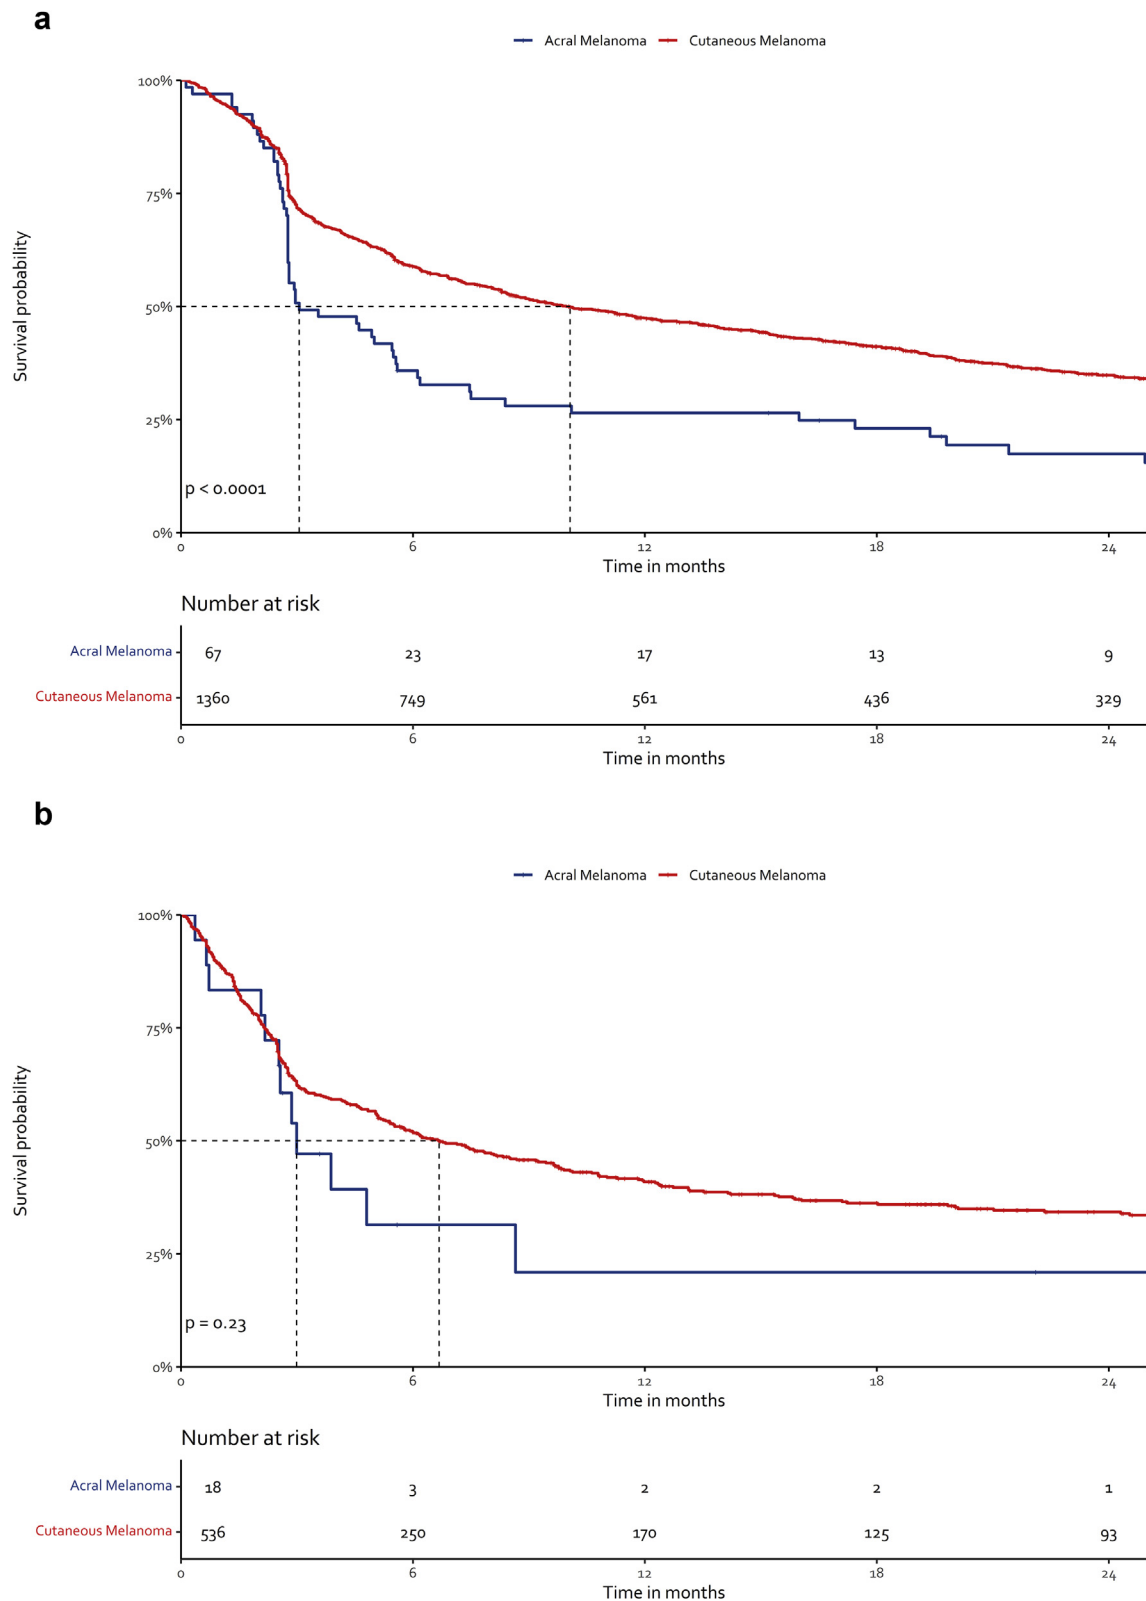 a
Acral Melanoma Cutaneous Melanoma
100%
75%
50%
25%
0%
Survival probability
p < 0.0001
0 6 12 18 24
Time in months
Number at risk
Acral Melanoma 67 23 17 13 9
Cutaneous Melanoma 1360 749 561 436 329
0 6 12 18 24
Time in months
b
Acral Melanoma Cutaneous Melanoma
100%
75%
50%
25%
0%
Survival probability
p = 0.23
0 6 12 18 24
Time in months
Number at risk
Acral Melanoma 18 3 2 2 1
Cutaneous Melanoma 536 250 170 125 93
0 6 12 18 24
Time in months